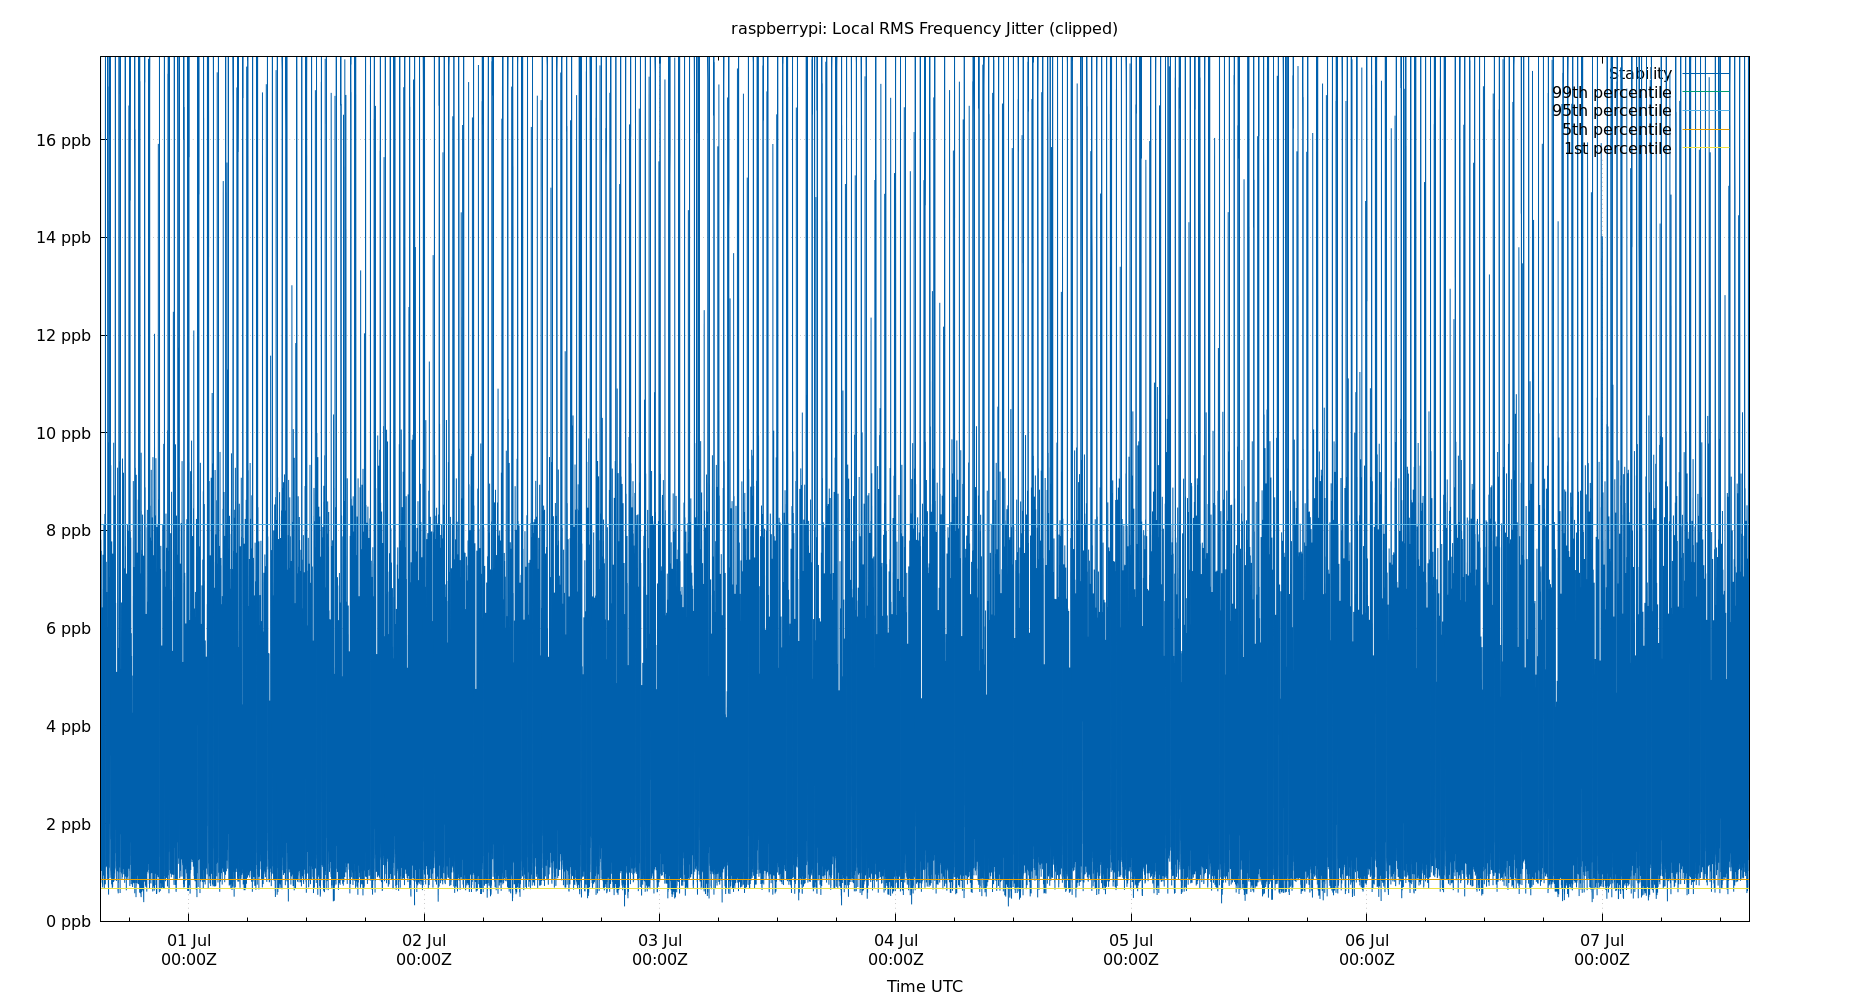 raspberrypi: Local RMS Frequency Jitter (clipped)
Stability
99th percentile
95th percentile
5th percentile
1st percentile
16 ppb
14 ppb
12 ppb
10 ppb
8 ppb
6 ppb
4 ppb
2 ppb
0 ppb
01 Jul 02 Jul 03 Jul 04 Jul 05 Jul 06 Jul 07 Jul
00:00Z 00:00Z 00:00Z 00:00Z 00:00Z 00:00Z 00:00Z
Time UTC